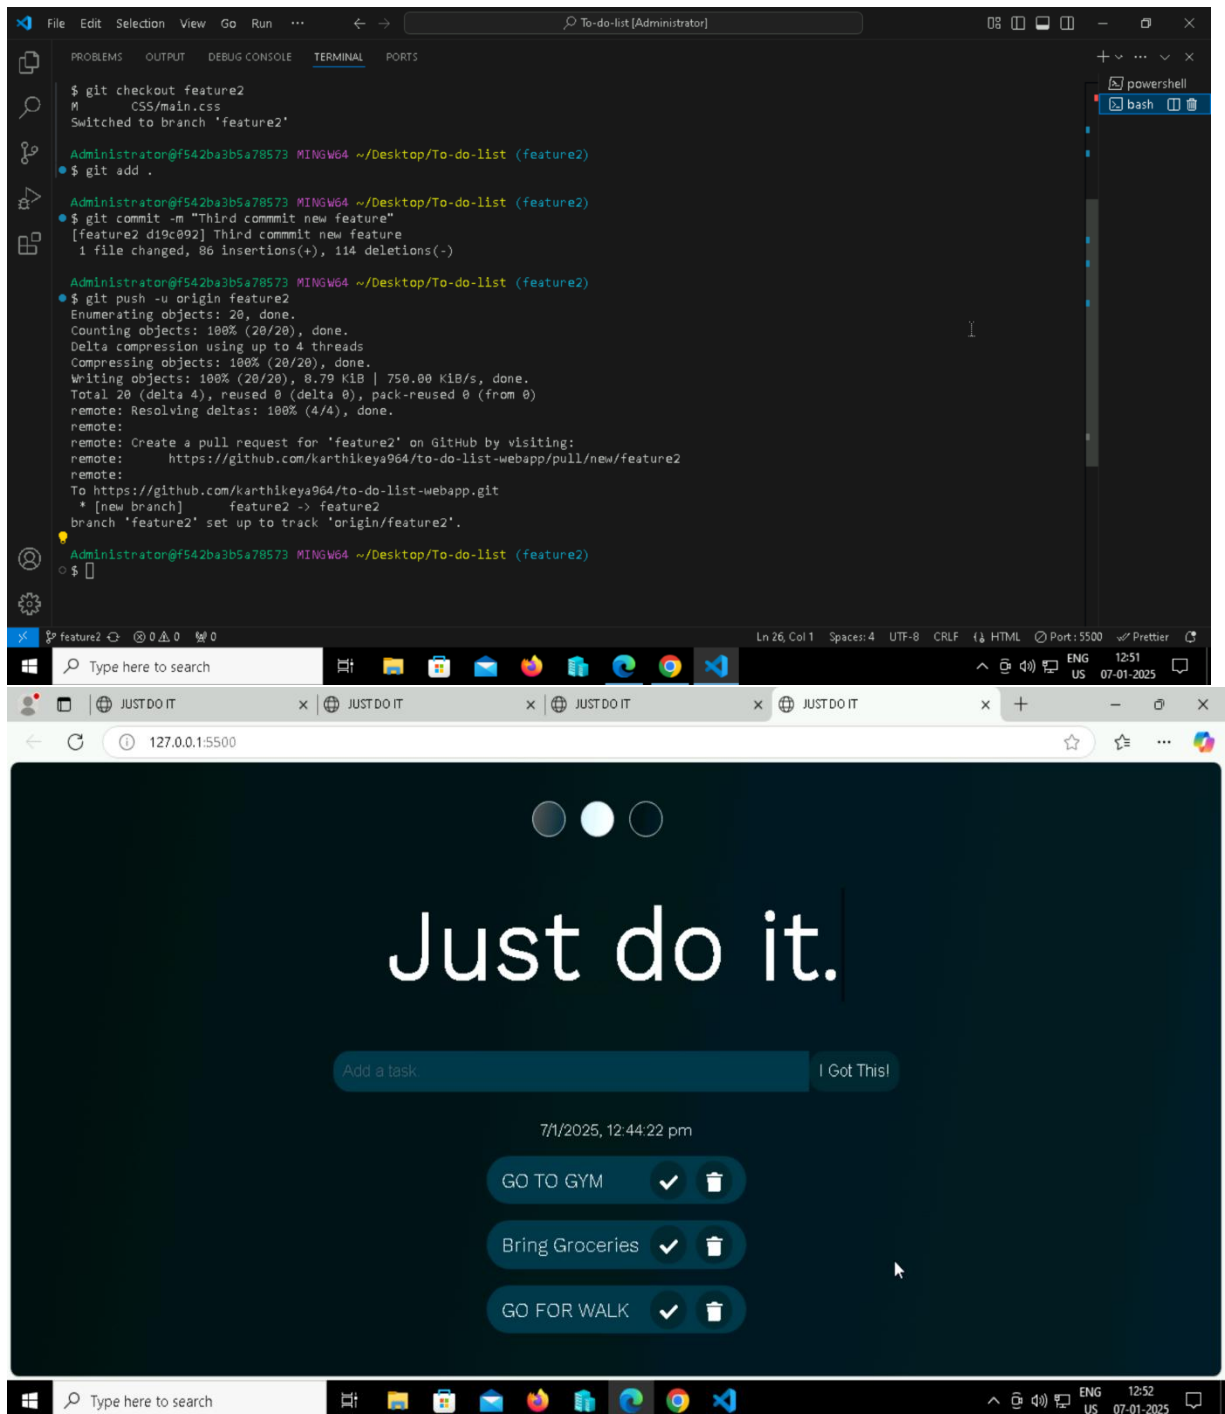 File Edit Selection View Go Run ··· To-do-list [Administrator]
PROBLEMS OUTPUT DEBUG CONSOLE TERMINAL PORTS
powershell
bash
$ git checkout feature2
M CSS/main.css
Switched to branch 'feature2'
Administrator@f542ba3b5a78573 MINGW64 ~/Desktop/To-do-list (feature2)
$ git add .
Administrator@f542ba3b5a78573 MINGW64 ~/Desktop/To-do-list (feature2)
$ git commit -m "Third commmit new feature"
[feature2 d19c092] Third commmit new feature
1 file changed, 86 insertions(+), 114 deletions(-)
Administrator@f542ba3b5a78573 MINGW64 ~/Desktop/To-do-list (feature2)
$ git push -u origin feature2
Enumerating objects: 20, done.
Counting objects: 100% (20/20), done.
Delta compression using up to 4 threads
Compressing objects: 100% (20/20), done.
Writing objects: 100% (20/20), 8.79 KiB | 750.00 KiB/s, done.
Total 20 (delta 4), reused 0 (delta 0), pack-reused 0 (from 0)
remote: Resolving deltas: 100% (4/4), done.
remote:
remote: Create a pull request for 'feature2' on GitHub by visiting:
remote: https://github.com/karthikeya964/to-do-list-webapp/pull/new/feature2
remote:
To https://github.com/karthikeya964/to-do-list-webapp.git
* [new branch] feature2 -> feature2
branch 'feature2' set up to track 'origin/feature2'.
Administrator@f542ba3b5a78573 MINGW64 ~/Desktop/To-do-list (feature2)
$
feature2 0 0 0 Ln 26, Col 1 Spaces: 4 UTF-8 CRLF HTML Port : 5500 Prettier
Type here to search ENG US 12:51 07-01-2025
JUST DO IT JUST DO IT JUST DO IT JUST DO IT
127.0.0.1:5500
Just do it.
Add a task. I Got This!
7/1/2025, 12:44:22 pm
GO TO GYM
Bring Groceries
GO FOR WALK
Type here to search ENG US 12:52 07-01-2025